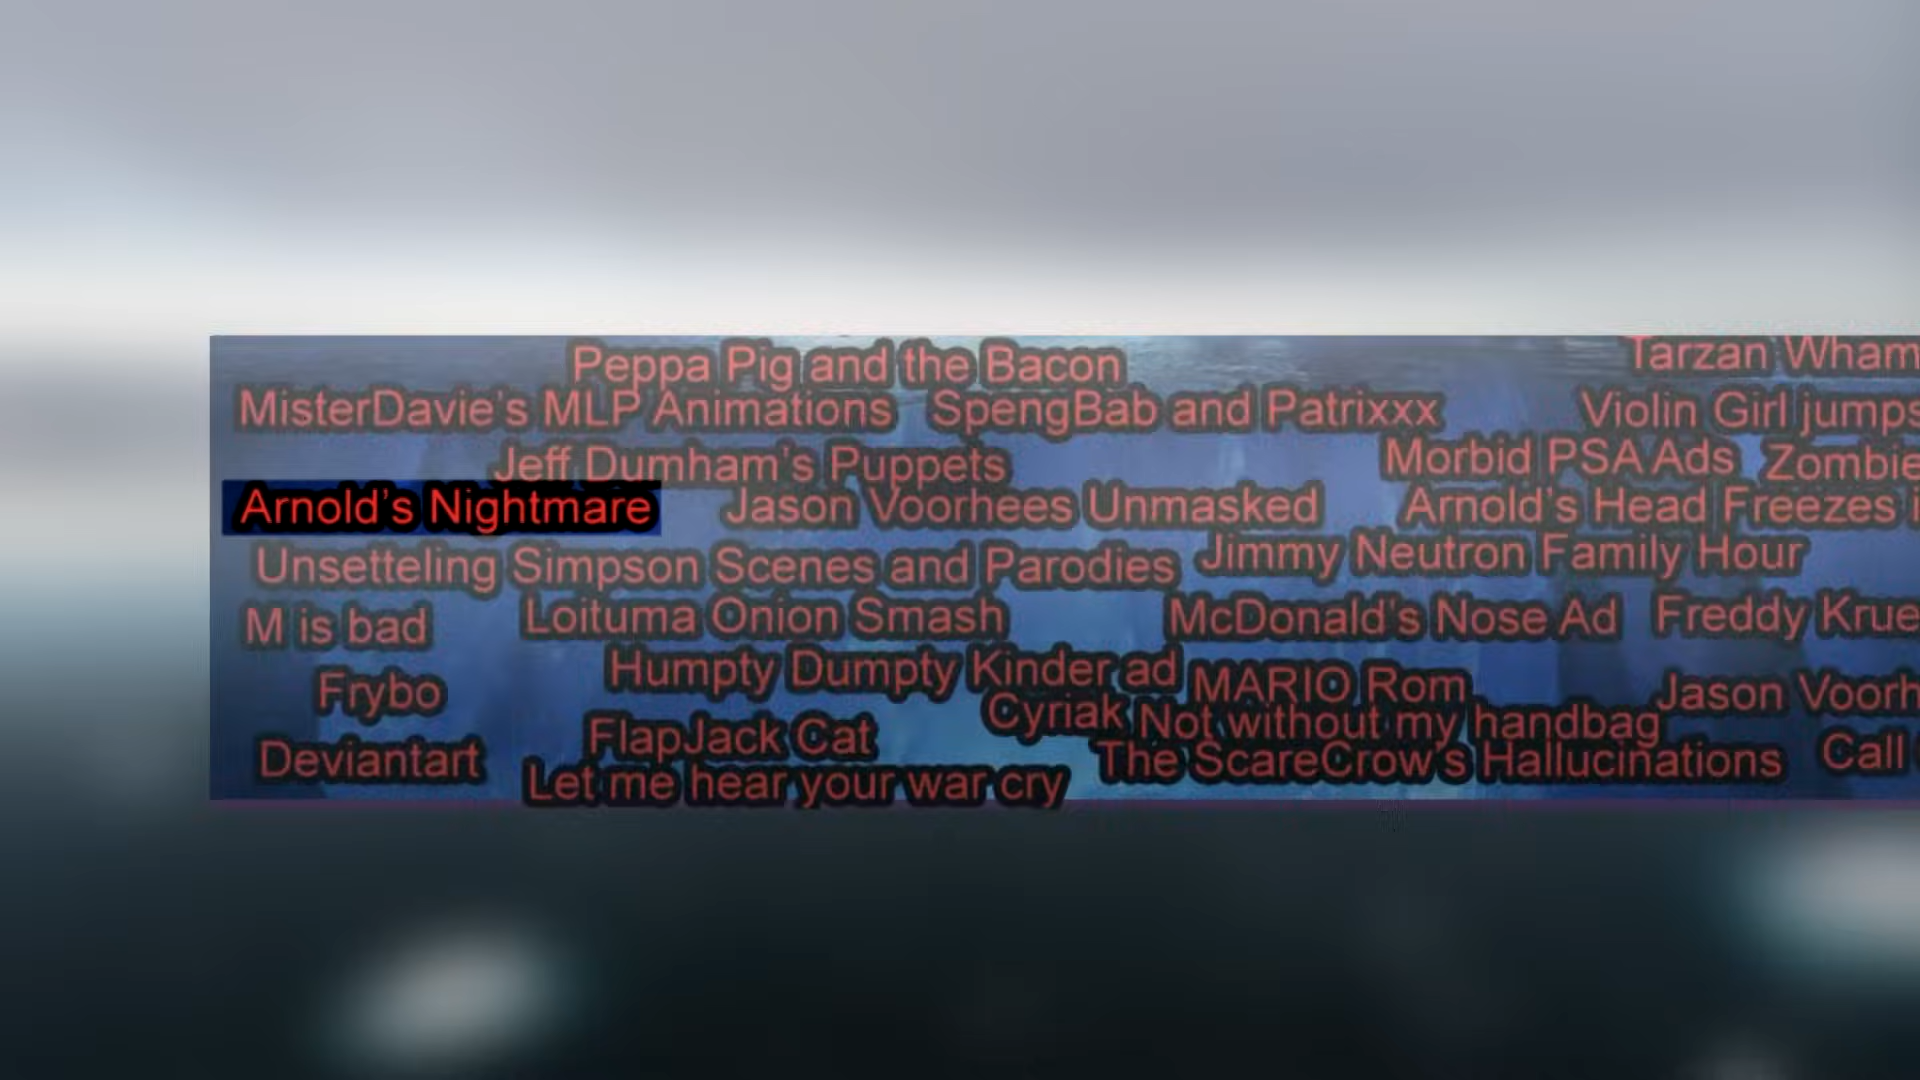 Peppa Pig and the Bacon
Tarzan Wham
MisterDavie's MLP Animations
SpengBab and Patrixxx
Violin Girl jumps
Jeff Dumham's Puppets
Morbid PSA Ads
Zombie
Arnold's Nightmare
Jason Voorhees Unmasked
Arnold's Head Freezes i
Unsetteling Simpson Scenes and Parodies
Jimmy Neutron Family Hour
M is bad
Loituma Onion Smash
McDonald's Nose Ad
Freddy Krue
Humpty Dumpty Kinder ad
MARIO Rom
Frybo
Jason Voorh
Cyriak
Not without my handbag
FlapJack Cat
Deviantart
The ScareCrow's Hallucinations
Call
Let me hear your war cry